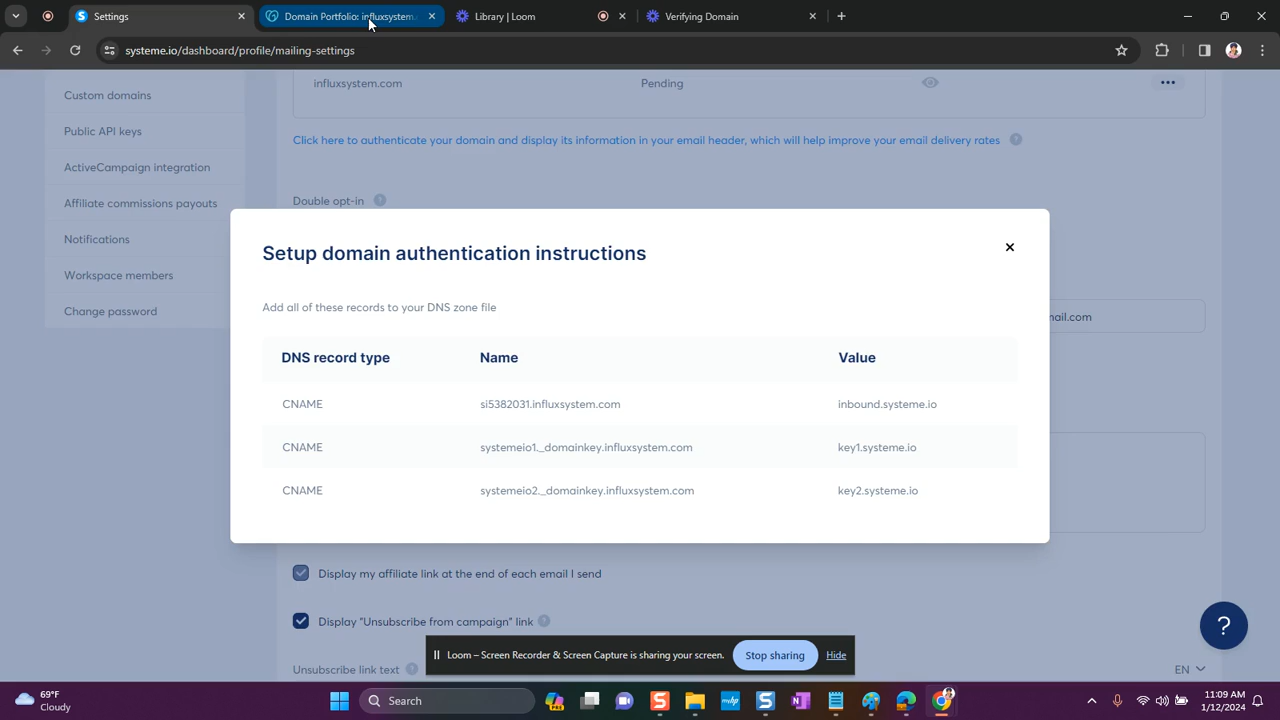 Settings
Domain Portfolio: influxsystem.
Library | Loom
Verifying Domain
systeme.io/dashboard/profile/mailing-settings
Custom domains
Public API keys
ActiveCampaign integration
Affiliate commissions payouts
Notifications
Workspace members
Change password
influxsystem.com Pending
Click here to authenticate your domain and display its information in your email header, which will help improve your email delivery rates ?
Double opt-in ?
mail.com
Setup domain authentication instructions
Add all of these records to your DNS zone file
DNS record type Name Value
CNAME si5382031.influxsystem.com inbound.systeme.io
CNAME systemeio1._domainkey.influxsystem.com key1.systeme.io
CNAME systemeio2._domainkey.influxsystem.com key2.systeme.io
Display my affiliate link at the end of each email I send
Display "Unsubscribe from campaign" link ?
Unsubscribe link text ? EN
?
Loom – Screen Recorder & Screen Capture is sharing your screen. Stop sharing Hide
69°F
Cloudy
Search
11:09 AM
1/12/2024